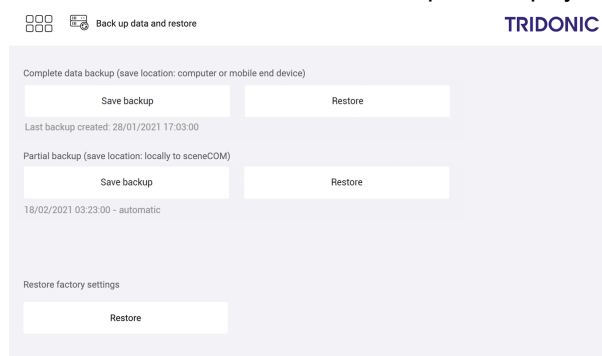 Back up data and restore
TRIDONIC
Complete data backup (save location: computer or mobile end device)
Save backup
Restore
Last backup created: 28/01/2021 17:03:00
Partial backup (save location: locally to sceneCOM)
Save backup
Restore
18/02/2021 03:23:00 - automatic
Restore factory settings
Restore